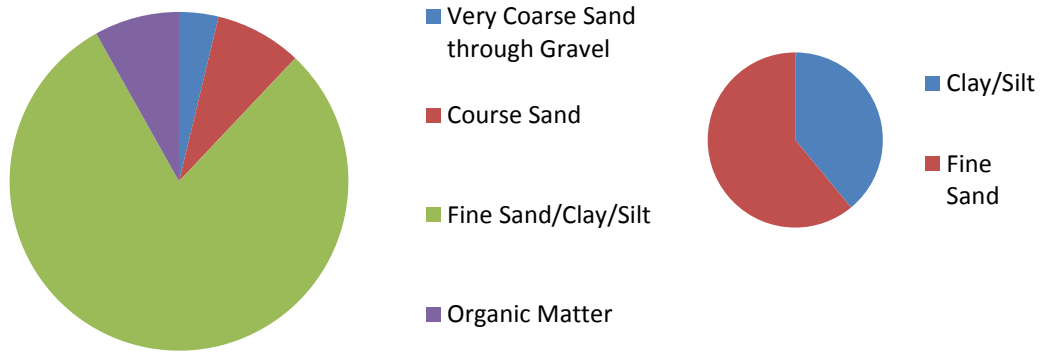 Very Coarse Sand
through Gravel
Course Sand
Fine Sand/Clay/Silt
Organic Matter
Clay/Silt
Fine
Sand